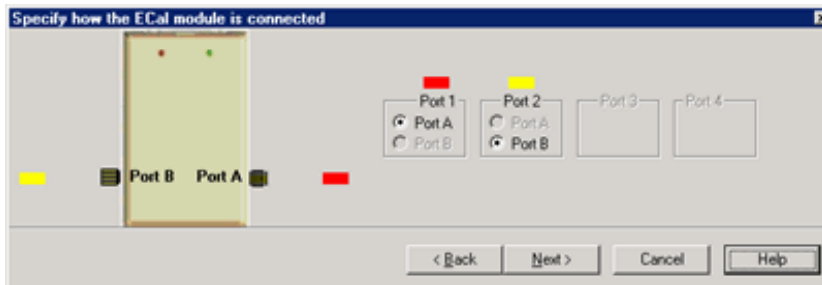 Specify how the ECal module is connected
Port 1 Port 2 Port 3 Port 4
Port A Port A
Port B Port B
Port B Port A
< Back Next > Cancel Help